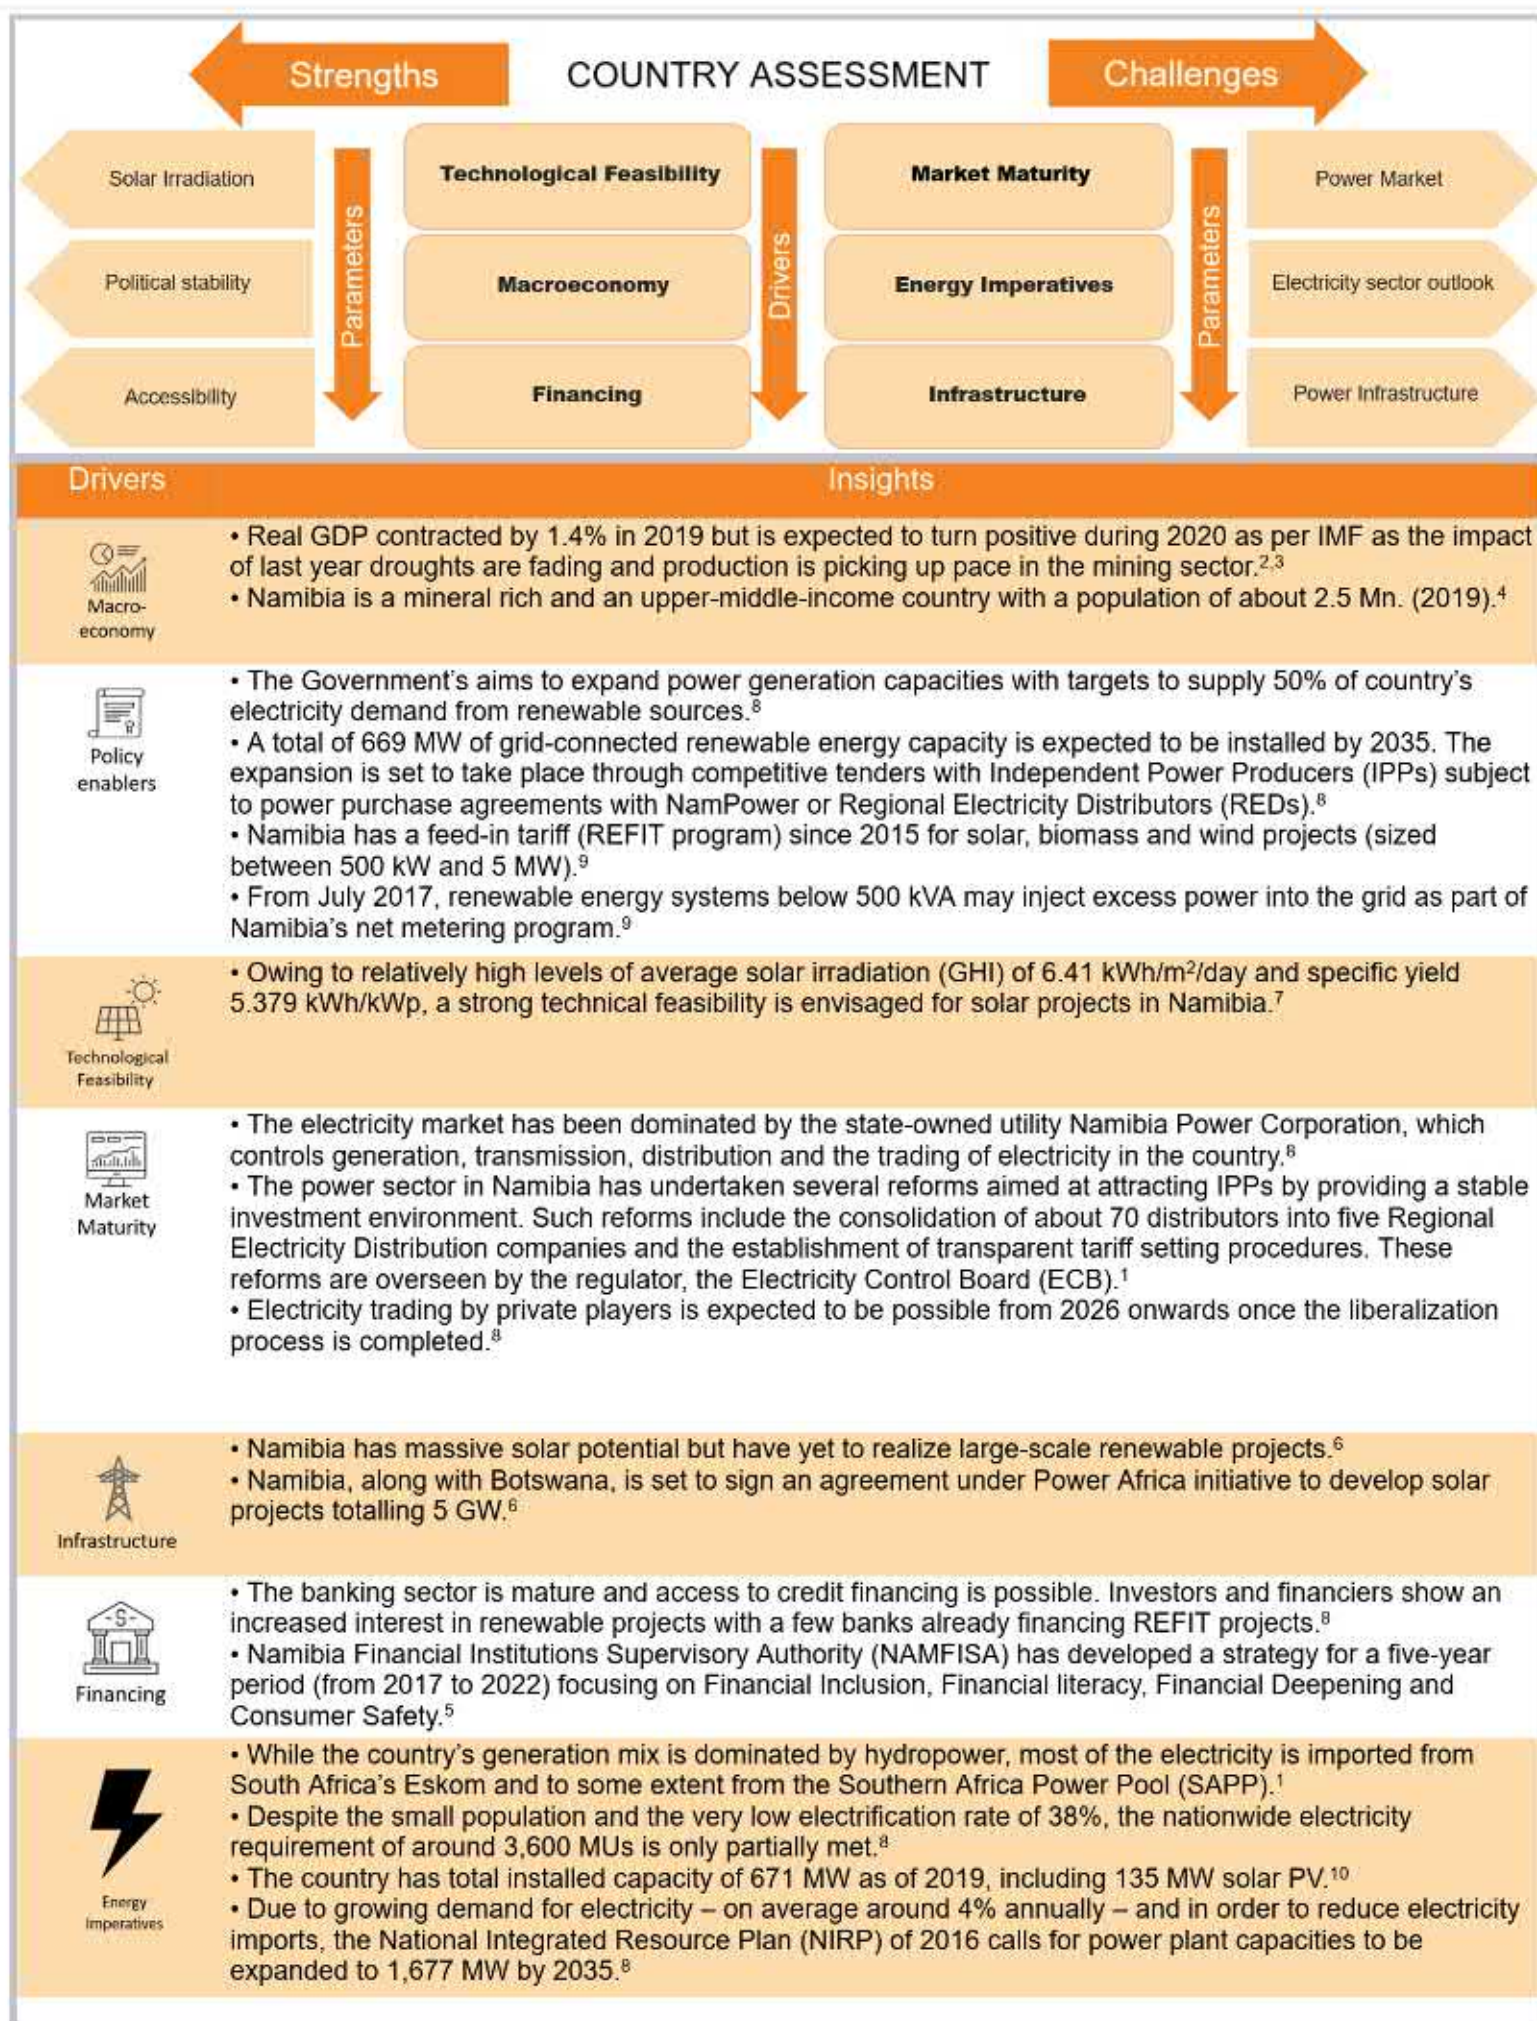 Strengths
COUNTRY ASSESSMENT
Challenges
Solar Irradiation
Technological Feasibility
Market Maturity
Power Market
Parameters
Drivers
Parameters
Political stability
Macroeconomy
Energy Imperatives
Electricity sector outlook
Accessibility
Financing
Infrastructure
Power Infrastructure
Drivers
Insights
Macro-
economy
• Real GDP contracted by 1.4% in 2019 but is expected to turn positive during 2020 as per IMF as the impact
of last year droughts are fading and production is picking up pace in the mining sector.2,3
• Namibia is a mineral rich and an upper-middle-income country with a population of about 2.5 Mn. (2019).4
Policy
enablers
• The Government's aims to expand power generation capacities with targets to supply 50% of country's
electricity demand from renewable sources.8
• A total of 669 MW of grid-connected renewable energy capacity is expected to be installed by 2035. The
expansion is set to take place through competitive tenders with Independent Power Producers (IPPs) subject
to power purchase agreements with NamPower or Regional Electricity Distributors (REDs).8
• Namibia has a feed-in tariff (REFIT program) since 2015 for solar, biomass and wind projects (sized
between 500 kW and 5 MW).9
• From July 2017, renewable energy systems below 500 kVA may inject excess power into the grid as part of
Namibia's net metering program.9
Technological
Feasibility
• Owing to relatively high levels of average solar irradiation (GHI) of 6.41 kWh/m2/day and specific yield
5.379 kWh/kWp, a strong technical feasibility is envisaged for solar projects in Namibia.7
Market
Maturity
• The electricity market has been dominated by the state-owned utility Namibia Power Corporation, which
controls generation, transmission, distribution and the trading of electricity in the country.8
• The power sector in Namibia has undertaken several reforms aimed at attracting IPPs by providing a stable
investment environment. Such reforms include the consolidation of about 70 distributors into five Regional
Electricity Distribution companies and the establishment of transparent tariff setting procedures. These
reforms are overseen by the regulator, the Electricity Control Board (ECB).1
• Electricity trading by private players is expected to be possible from 2026 onwards once the liberalization
process is completed.8
Infrastructure
• Namibia has massive solar potential but have yet to realize large-scale renewable projects.6
• Namibia, along with Botswana, is set to sign an agreement under Power Africa initiative to develop solar
projects totalling 5 GW.6
-S-
Financing
• The banking sector is mature and access to credit financing is possible. Investors and financiers show an
increased interest in renewable projects with a few banks already financing REFIT projects.8
• Namibia Financial Institutions Supervisory Authority (NAMFISA) has developed a strategy for a five-year
period (from 2017 to 2022) focusing on Financial Inclusion, Financial literacy, Financial Deepening and
Consumer Safety.5
Energy
Imperatives
• While the country's generation mix is dominated by hydropower, most of the electricity is imported from
South Africa's Eskom and to some extent from the Southern Africa Power Pool (SAPP).1
• Despite the small population and the very low electrification rate of 38%, the nationwide electricity
requirement of around 3,600 MUs is only partially met.8
• The country has total installed capacity of 671 MW as of 2019, including 135 MW solar PV.10
• Due to growing demand for electricity – on average around 4% annually – and in order to reduce electricity
imports, the National Integrated Resource Plan (NIRP) of 2016 calls for power plant capacities to be
expanded to 1,677 MW by 2035.8